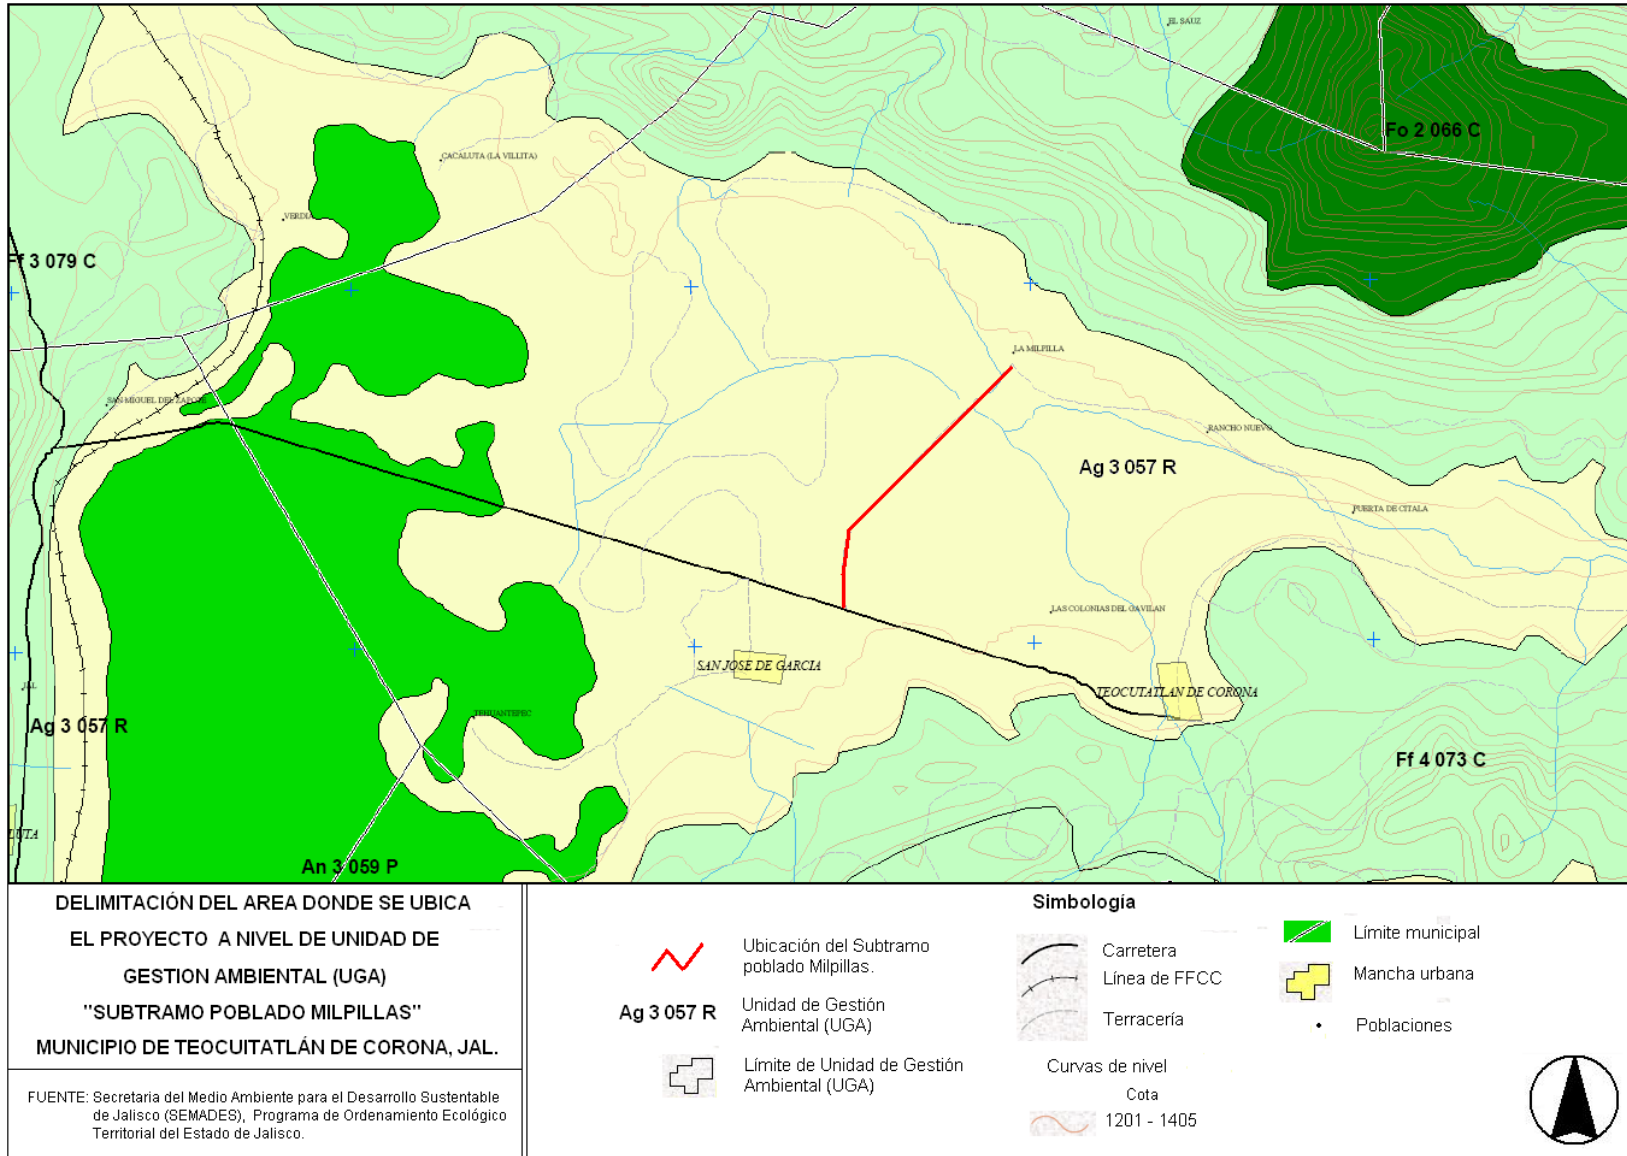 EL SAUZ
Fo 2 066 C
CACALUTA (LA VILLITA)
VERDIA
Ff 3 079 C
LA MILPILLA
SAN MIGUEL DEL ZAPOTE
RANCHO NUEVO
Ag 3 057 R
PUERTA DE CITALA
LAS COLONIAS DEL GAVILAN
SAN JOSE DE GARCIA
TEOCUTATLAN DE CORONA
TEHUANTEPEC
Ag 3 057 R
Ff 4 073 C
LUTA
An 3 059 P
DELIMITACIÓN DEL AREA DONDE SE UBICA
EL PROYECTO A NIVEL DE UNIDAD DE
GESTION AMBIENTAL (UGA)
"SUBTRAMO POBLADO MILPILLAS"
MUNICIPIO DE TEOCUITATLÁN DE CORONA, JAL.
FUENTE: Secretaria del Medio Ambiente para el Desarrollo Sustentable
de Jalisco (SEMADES), Programa de Ordenamiento Ecológico
Territorial del Estado de Jalisco.
Simbología
Ubicación del Subtramo
poblado Milpillas.
Ag 3 057 R
Unidad de Gestión
Ambiental (UGA)
Límite de Unidad de Gestión
Ambiental (UGA)
Carretera
Línea de FFCC
Terracería
Curvas de nivel
Cota
1201 - 1405
Límite municipal
Mancha urbana
Poblaciones